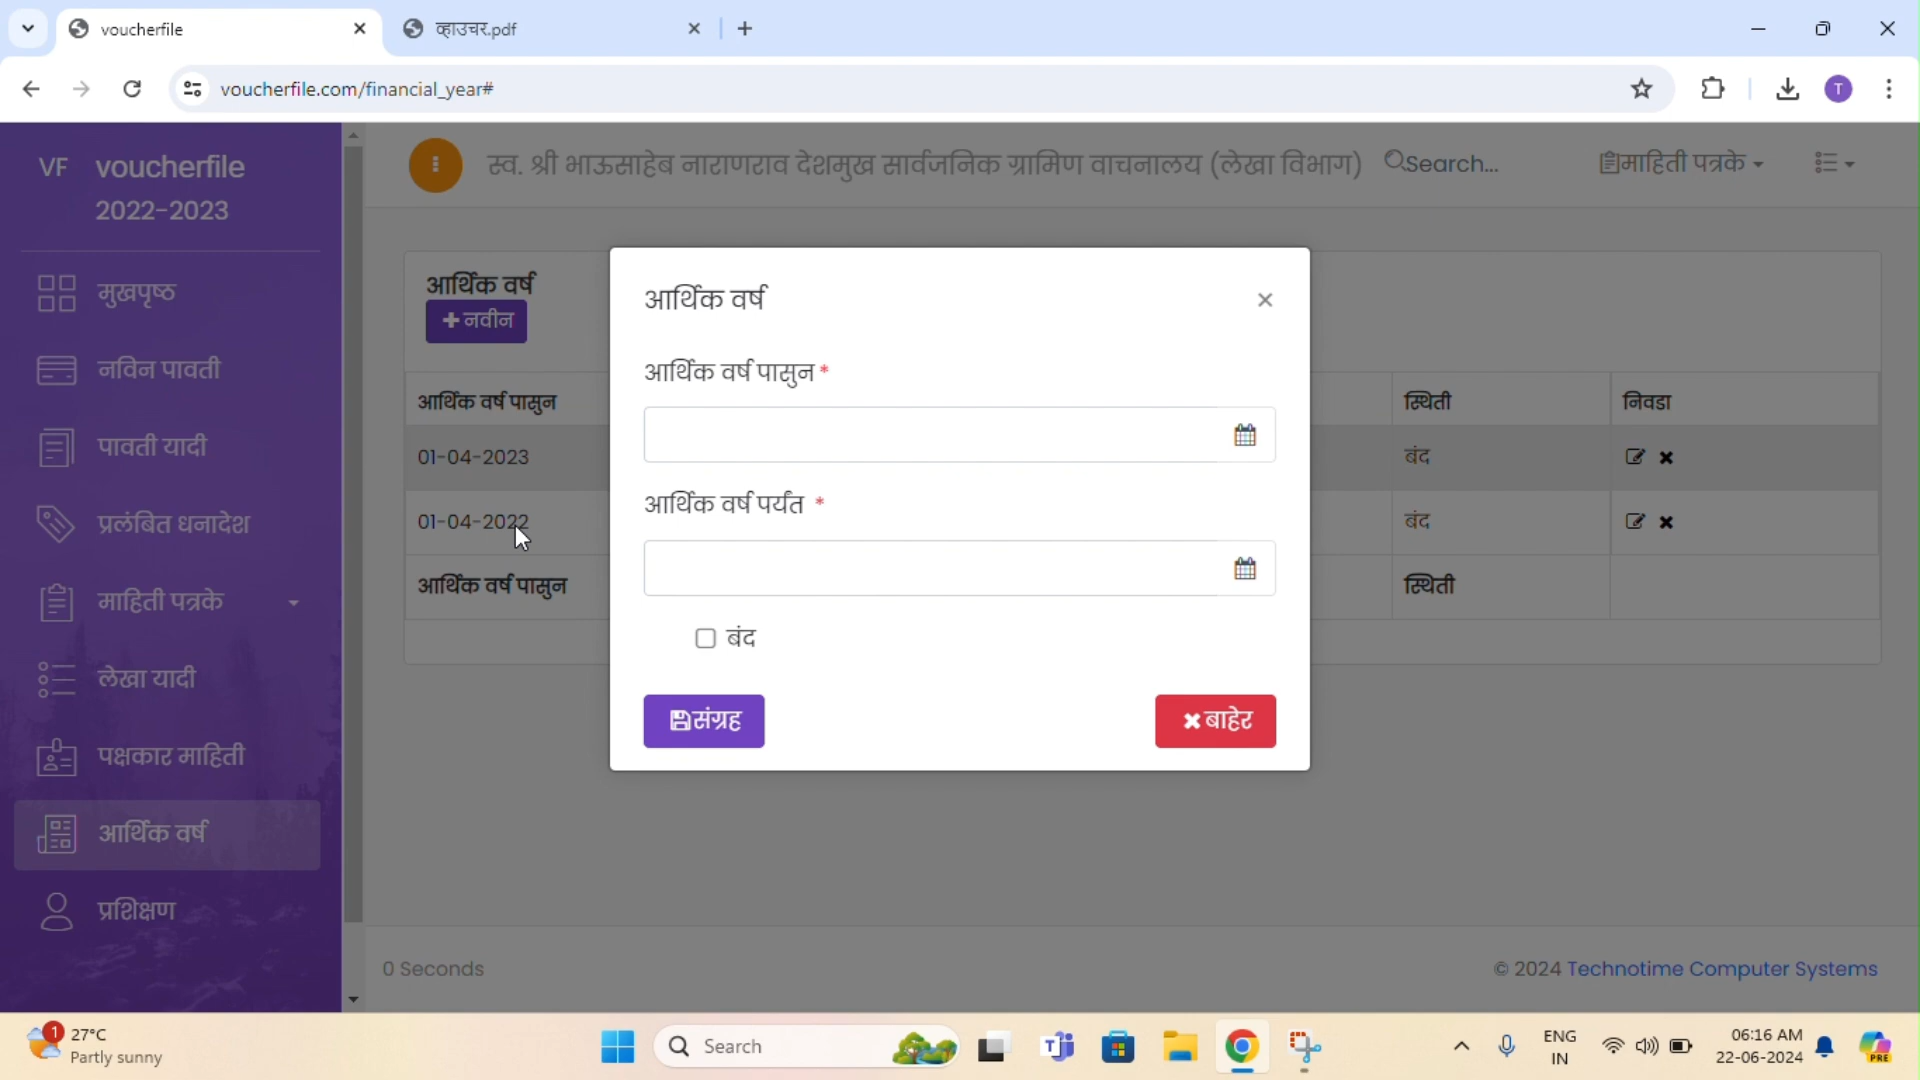 voucherfile
व्हाउचर.pdf
voucherfile.com/financial_year#
T
VF voucherfile
2022-2023
मुखपृष्ठ
नविन पावती
पावती यादी
प्रलंबित धनादेश
माहिती पत्रके
लेखा यादी
पक्षकार माहिती
आर्थिक वर्ष
प्रशिक्षण
स्व. श्री भाऊसाहेब नाराणराव देशमुख सार्वजनिक ग्रामिण वाचनालय (लेखा विभाग) Search... माहिती पत्रके
आर्थिक वर्ष
+ नवीन
आर्थिक वर्ष पासुन स्थिती निवडा
01-04-2023 बंद
01-04-2022 बंद
आर्थिक वर्ष पासुन स्थिती
आर्थिक वर्ष ×
आर्थिक वर्ष पासुन *
आर्थिक वर्ष पर्यंत *
बंद
संग्रह ×बाहेर
0 Seconds © 2024 Technotime Computer Systems
1 27°C
Partly sunny
Search
ENG
IN
06:16 AM
22-06-2024
PRE